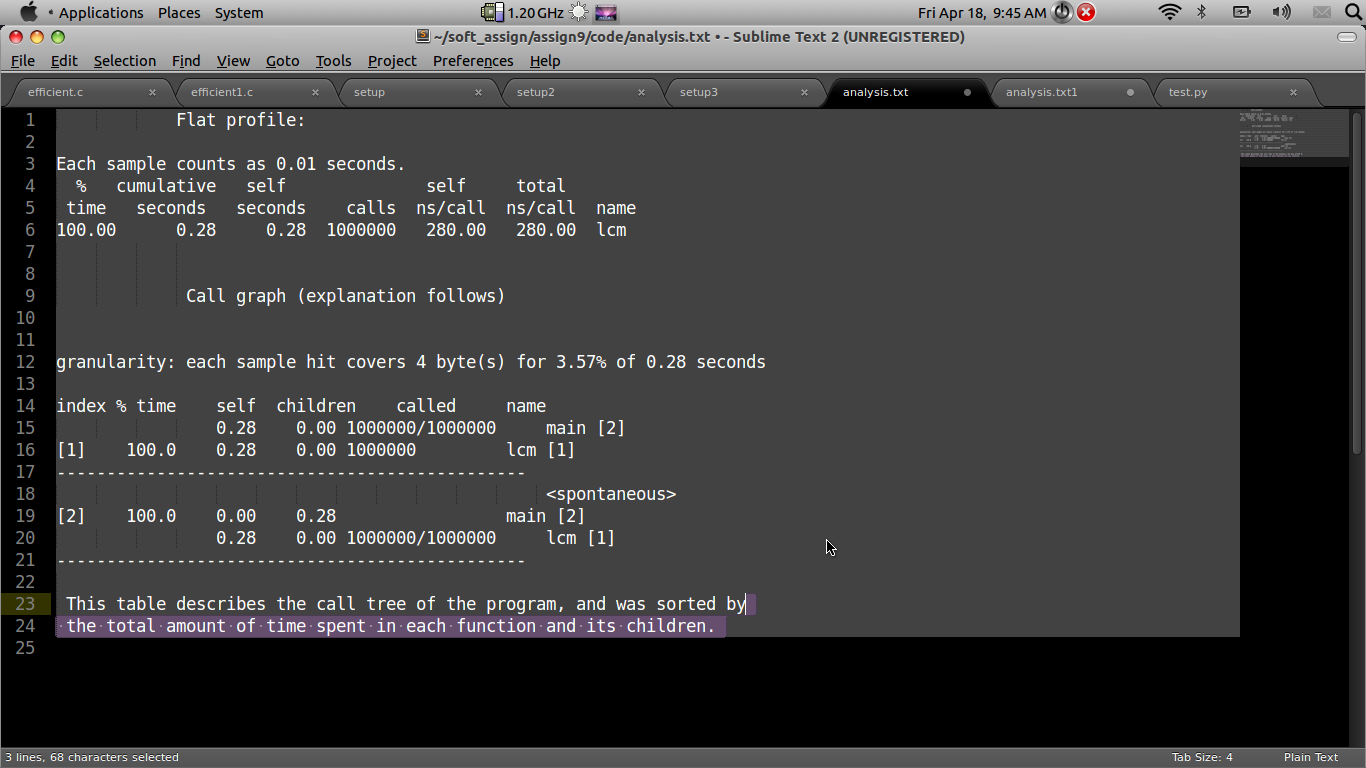 Applications Places System 1.20 GHz Fri Apr 18, 9:45 AM
~/soft_assign/assign9/code/analysis.txt • - Sublime Text 2 (UNREGISTERED)
File Edit Selection Find View Goto Tools Project Preferences Help
efficient.c × efficient1.c × setup × setup2 × setup3 × analysis.txt analysis.txt1 test.py ×
1 Flat profile:
2
3 Each sample counts as 0.01 seconds.
4 % cumulative self self total
5 time seconds seconds calls ns/call ns/call name
6 100.00 0.28 0.28 1000000 280.00 280.00 lcm
7
8
9 Call graph (explanation follows)
10
11
12 granularity: each sample hit covers 4 byte(s) for 3.57% of 0.28 seconds
13
14 index % time self children called name
15 0.28 0.00 1000000/1000000 main [2]
16 [1] 100.0 0.28 0.00 1000000 lcm [1]
17 -----------------------------------------------
18 <spontaneous>
19 [2] 100.0 0.00 0.28 main [2]
20 0.28 0.00 1000000/1000000 lcm [1]
21 -----------------------------------------------
22
23 This table describes the call tree of the program, and was sorted by
24 the total amount of time spent in each function and its children.
25
3 lines, 68 characters selected Tab Size: 4 Plain Text